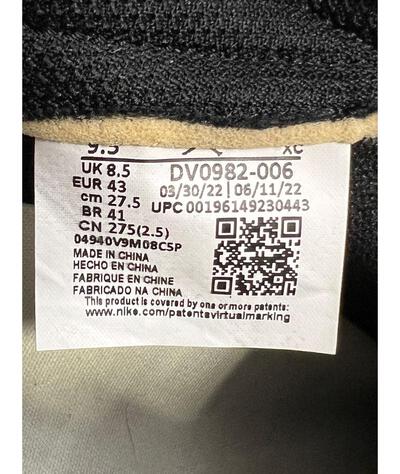 9.5 XC
UK 8.5 DV0982-006
EUR 43 03/30/22 | 06/11/22
cm 27.5 UPC 00196149230443
BR 41
CN 275(2.5)
04940V9M08C5P
MADE IN CHINA
HECHO EN CHINA
FABRIQUE EN CHINE
FABRICADO NA CHINA
This product is covered by one or more patents:
www.nike.com/patentavirtualmarking